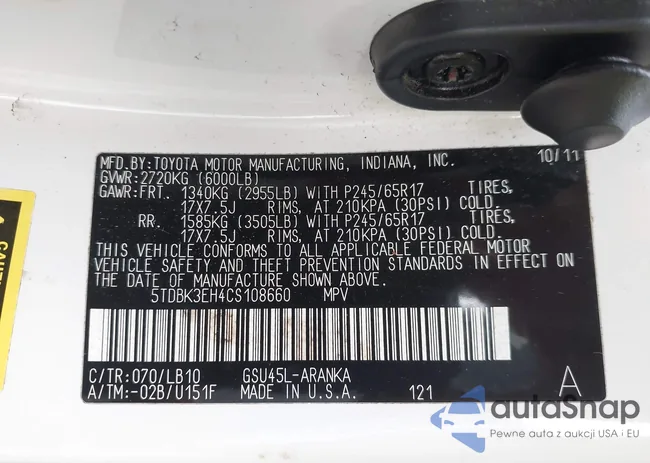 MFD.BY:TOYOTA MOTOR MANUFACTURING, INDIANA, INC. 10/11
GVWR:2720KG (6000LB)
GAWR:FRT. 1340KG (2955LB) WITH P245/65R17 TIRES,
17X7.5J RIMS, AT 210KPA (30PSI) COLD.
RR. 1585KG (3505LB) WITH P245/65R17 TIRES,
17X7.5J RIMS, AT 210KPA (30PSI) COLD.
THIS VEHICLE CONFORMS TO ALL APPLICABLE FEDERAL MOTOR
VEHICLE SAFETY AND THEFT PREVENTION STANDARDS IN EFFECT ON
THE DATE OF MANUFACTURE SHOWN ABOVE.
5TDBK3EH4CS108660 MPV
C/TR:070/LB10 GSU45L-ARANKA
A/TM:-02B/U151F MADE IN U.S.A. 121 A
autoSnap
Pewne auta z aukcji USA i EU